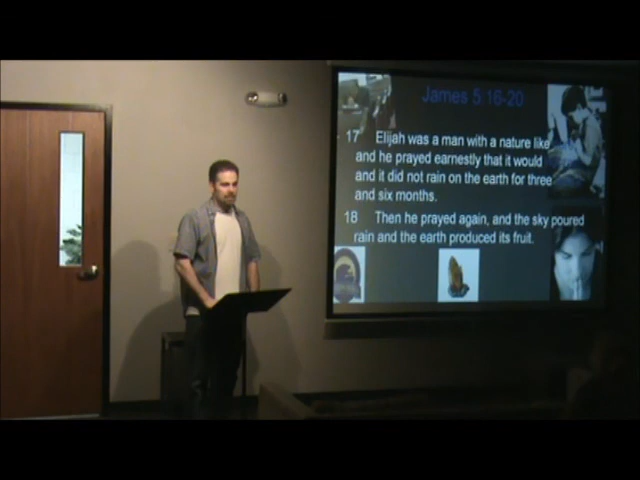 James 5:16-20
17 Elijah was a man with a nature like
and he prayed earnestly that it would
and it did not rain on the earth for three
and six months.
18 Then he prayed again, and the sky poured
rain and the earth produced its fruit.